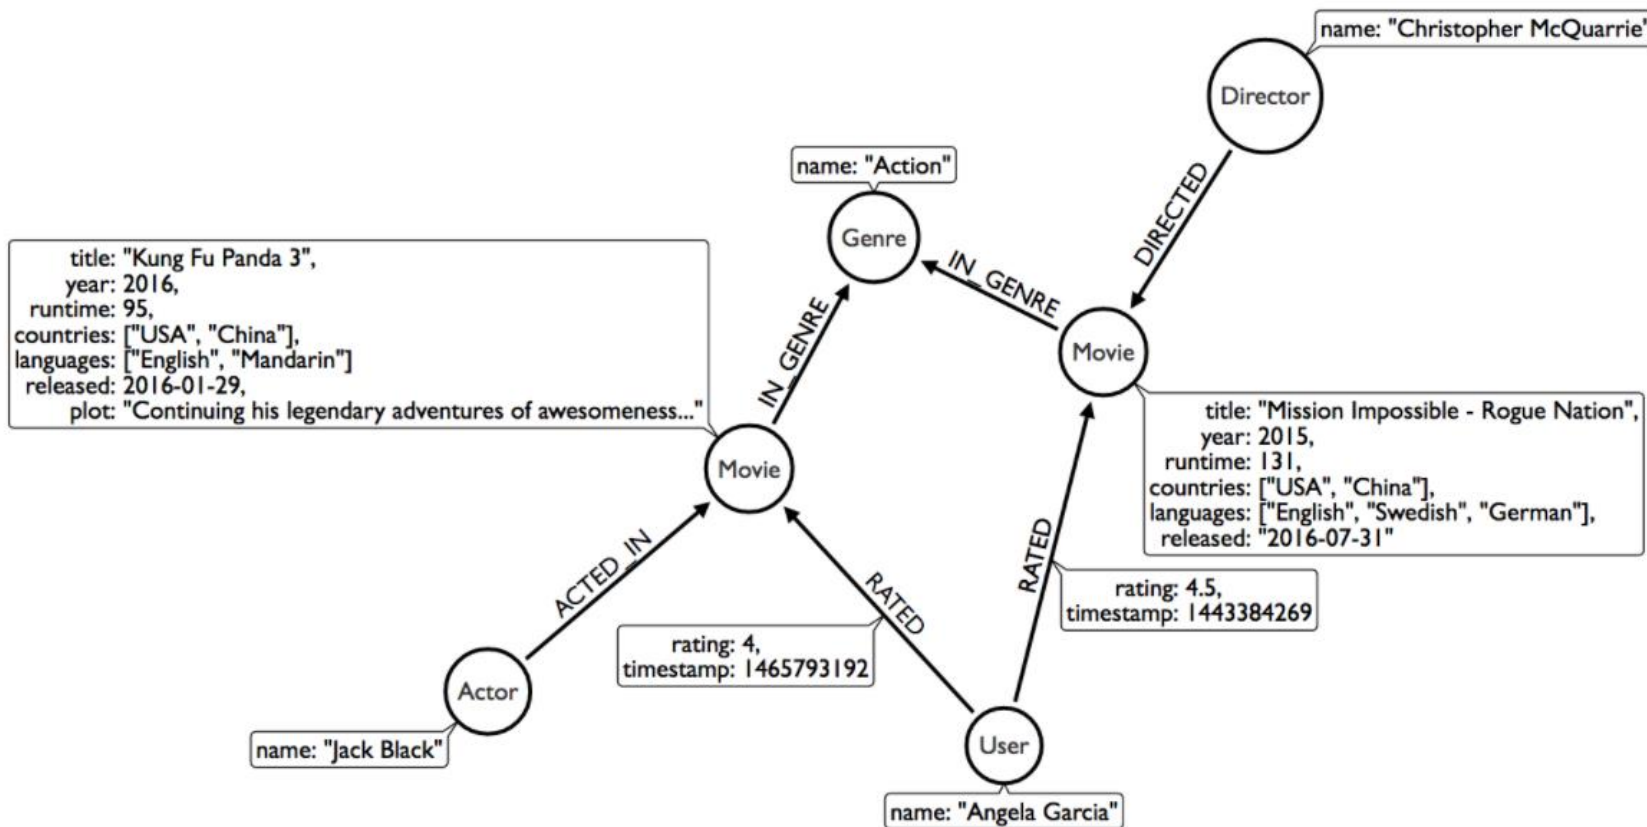 name: "Christopher McQuarrie"
Director
name: "Action"
Genre
DIRECTED
IN_GENRE
title: "Kung Fu Panda 3",
year: 2016,
runtime: 95,
countries: ["USA", "China"],
languages: ["English", "Mandarin"]
released: 2016-01-29,
plot: "Continuing his legendary adventures of awesomeness..."
IN_GENRE
Movie
title: "Mission Impossible - Rogue Nation",
year: 2015,
runtime: 131,
countries: ["USA", "China"],
languages: ["English", "Swedish", "German"],
released: "2016-07-31"
Movie
ACTED_IN
RATED
RATED
rating: 4.5,
timestamp: 1443384269
rating: 4,
timestamp: 1465793192
Actor
name: "Jack Black"
User
name: "Angela Garcia"